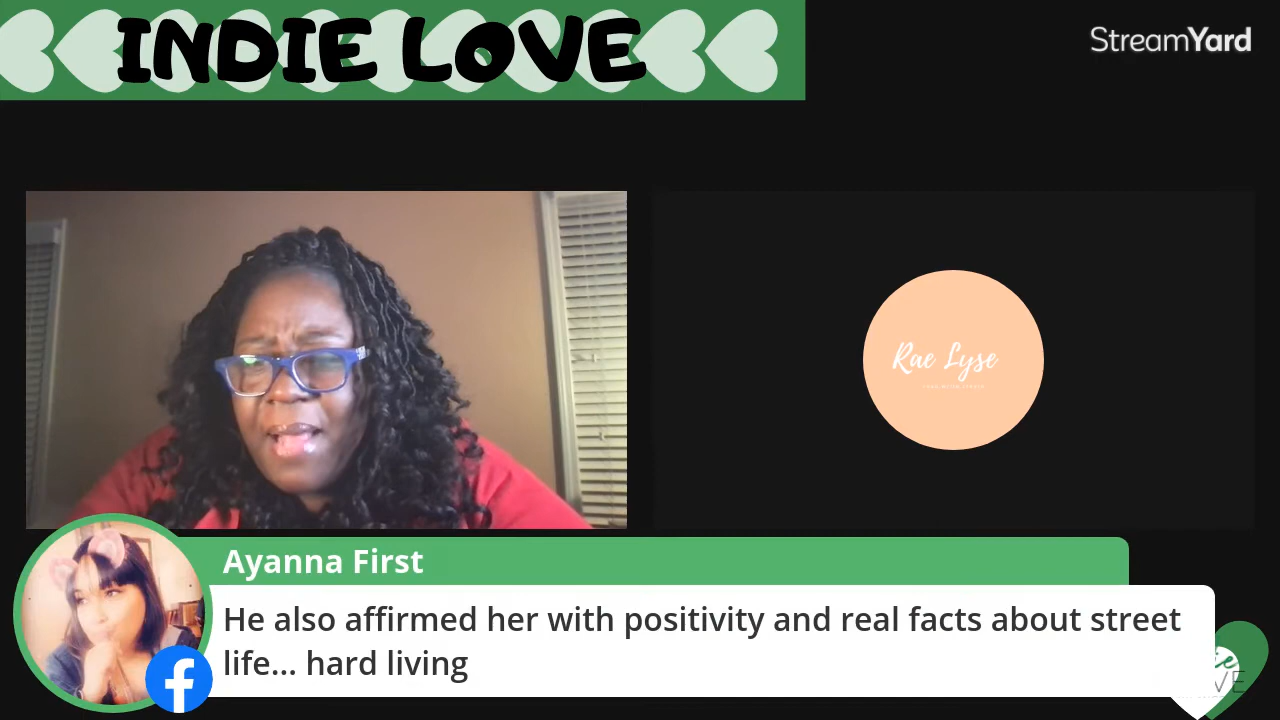 INDIE LOVE
StreamYard
Rae Lyse
Ayanna First
He also affirmed her with positivity and real facts about street
life... hard living